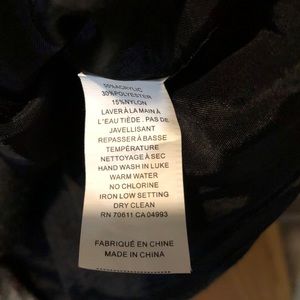 55%ACRYLIC
30%POLYESTER
15%NYLON
LAVER À LA MAIN À
L'EAU TIÈDE . PAS DE
JAVELLISANT
REPASSER À BASSE
TEMPÉRATURE
NETTOYAGE À SEC
HAND WASH IN LUKE
WARM WATER
NO CHLORINE
IRON LOW SETTING
DRY CLEAN
RN 70611 CA 04993
FABRIQUÉ EN CHINE
MADE IN CHINA